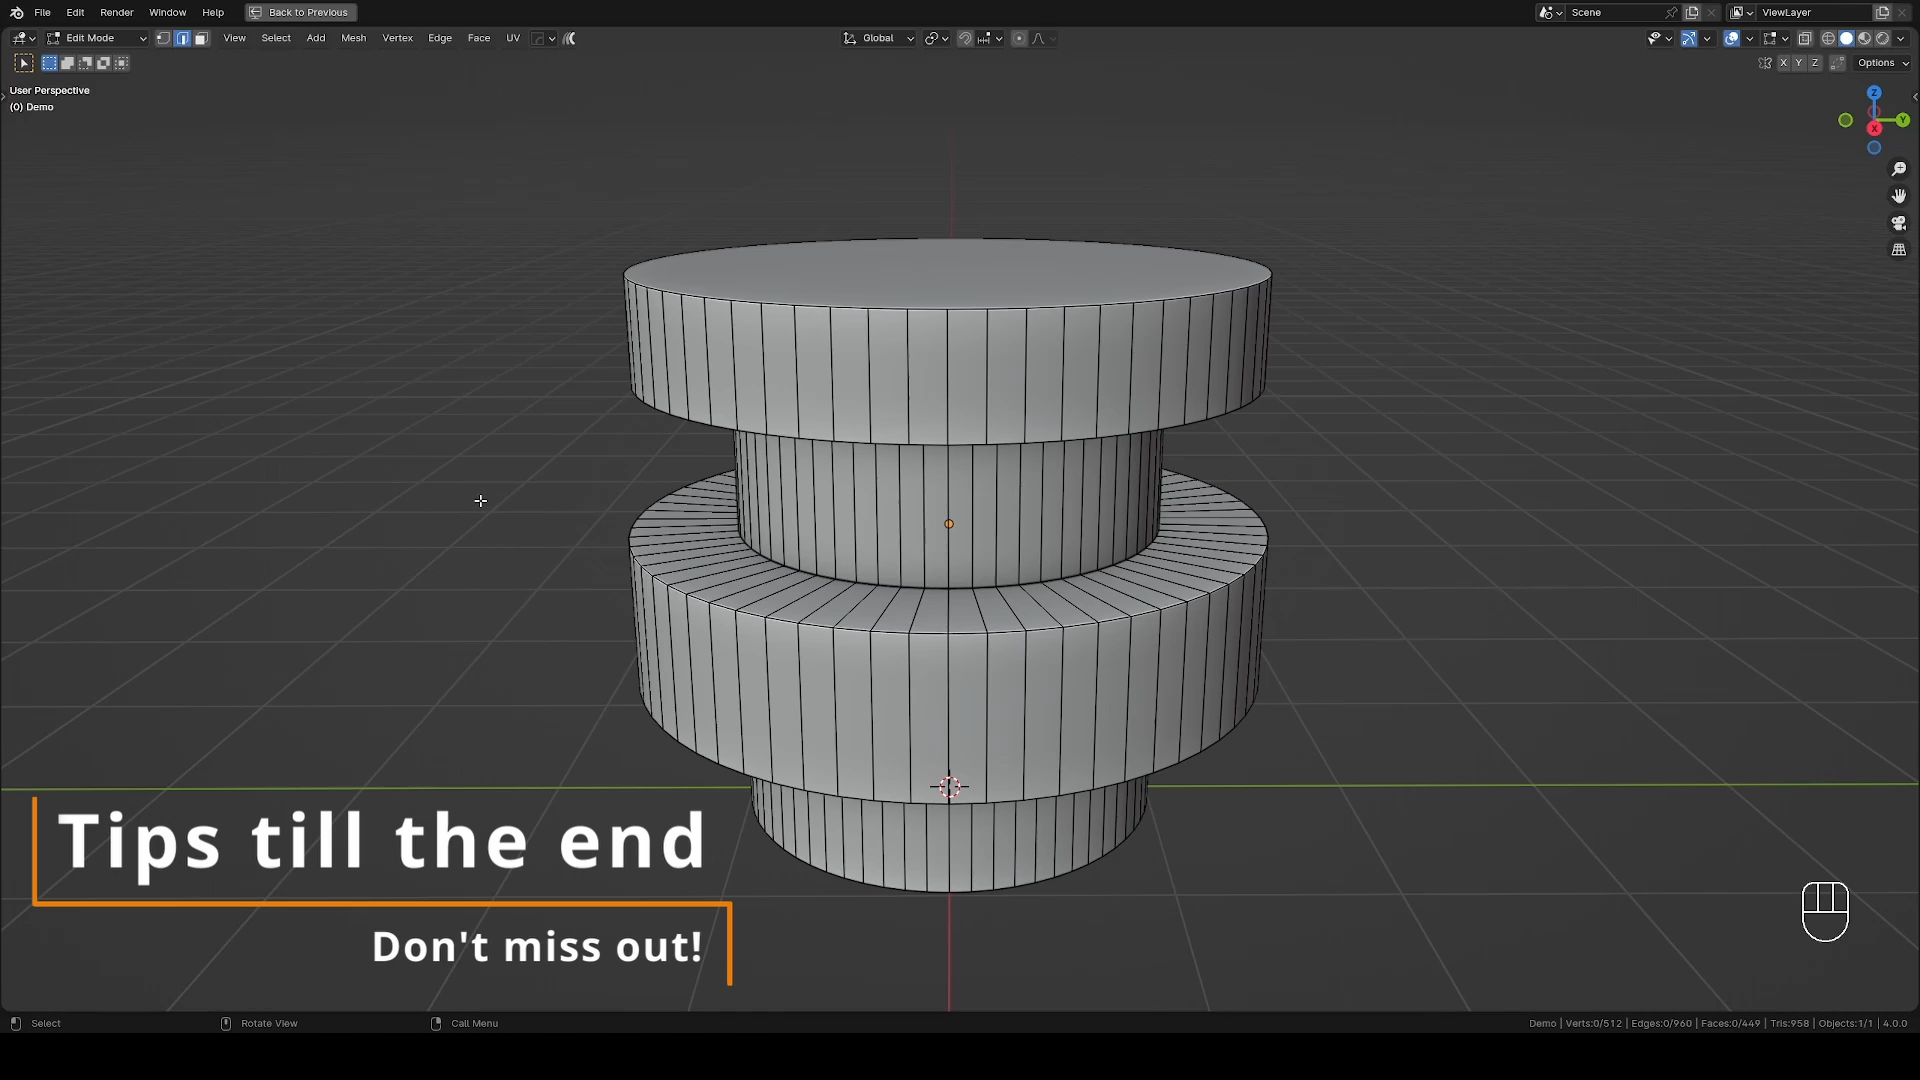 File Edit Render Window Help Back to Previous Scene ViewLayer
Edit Mode View Select Add Mesh Vertex Edge Face UV Global
X Y Z Options
User Perspective
(0) Demo
Z
Y
X
Tips till the end
Don't miss out!
Select Rotate View Call Menu Demo | Verts:0/512 | Edges:0/960 | Faces:0/449 | Tris:958 | Objects:1/1 | 4.0.0